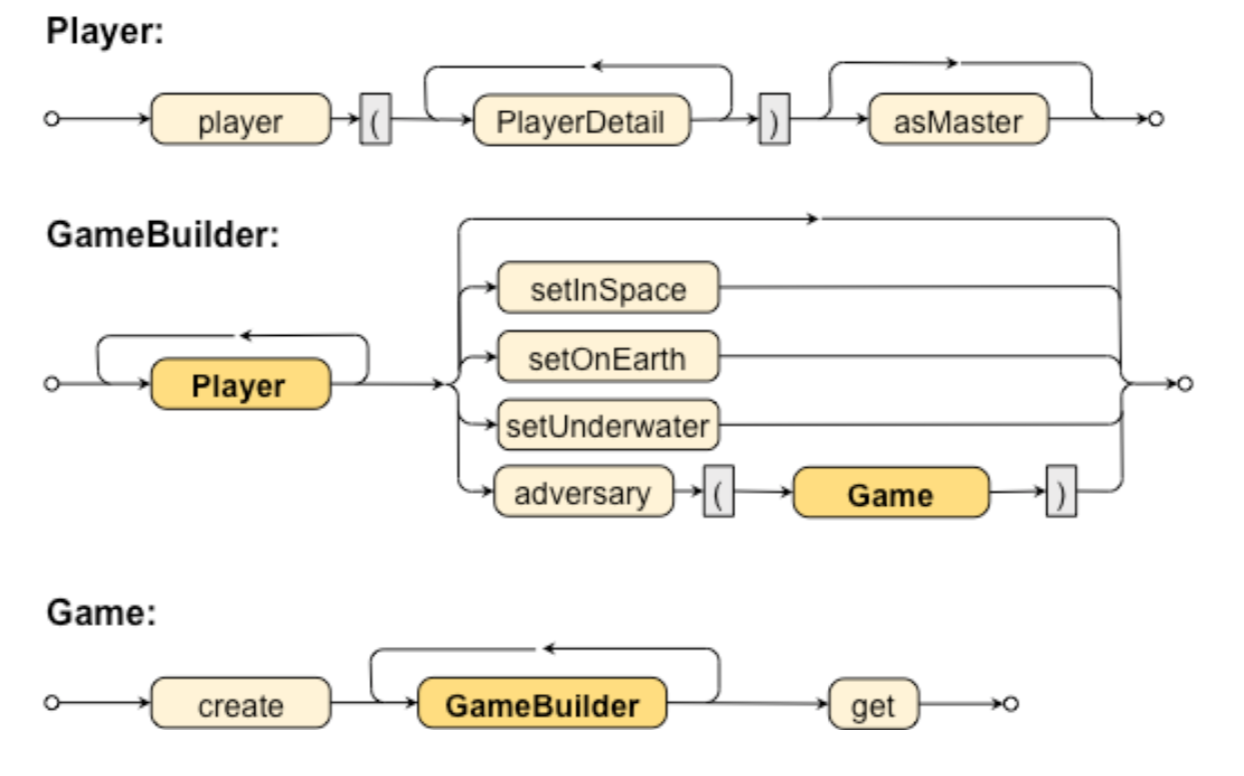 Player:
player ( PlayerDetail ) asMaster
GameBuilder:
setInSpace
setOnEarth
Player
setUnderwater
adversary ( Game )
Game:
create GameBuilder get